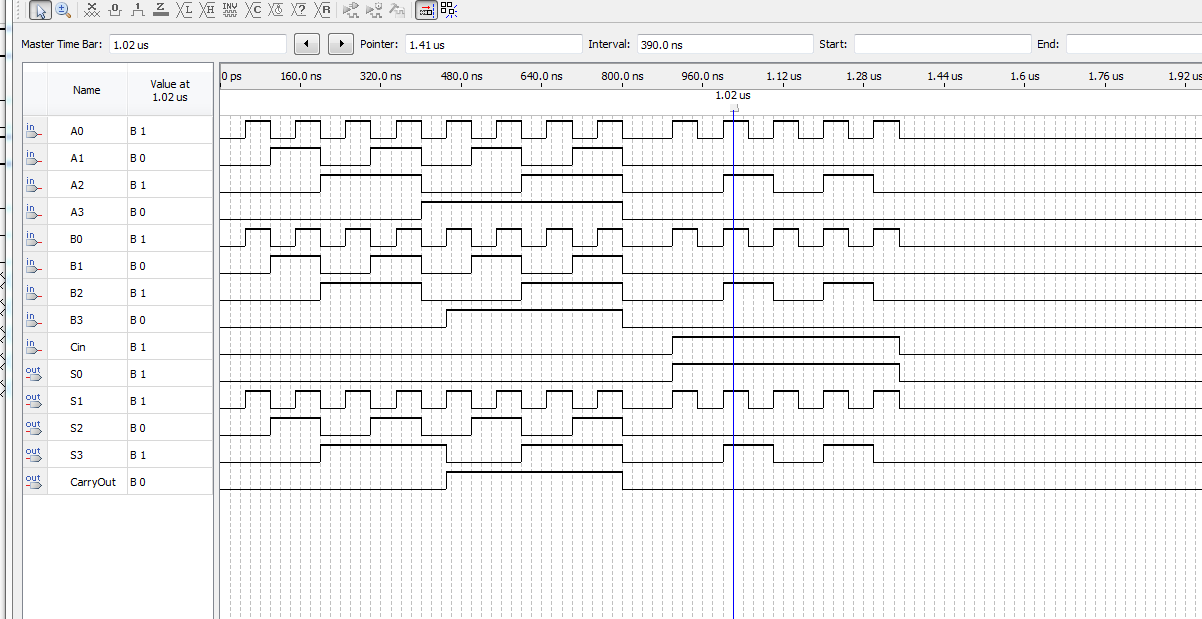 Z L H INV C ? R
Master Time Bar: 1.02 us Pointer: 1.41 us Interval: 390.0 ns Start: End:
Name Value at 1.02 us 0 ps 160.0 ns 320.0 ns 480.0 ns 640.0 ns 800.0 ns 960.0 ns 1.12 us 1.28 us 1.44 us 1.6 us 1.76 us 1.92 us
1.02 us
in A0 B 1
in A1 B 0
in A2 B 1
in A3 B 0
in B0 B 1
in B1 B 0
in B2 B 1
in B3 B 0
in Cin B 1
out S0 B 1
out S1 B 1
out S2 B 0
out S3 B 1
out CarryOut B 0